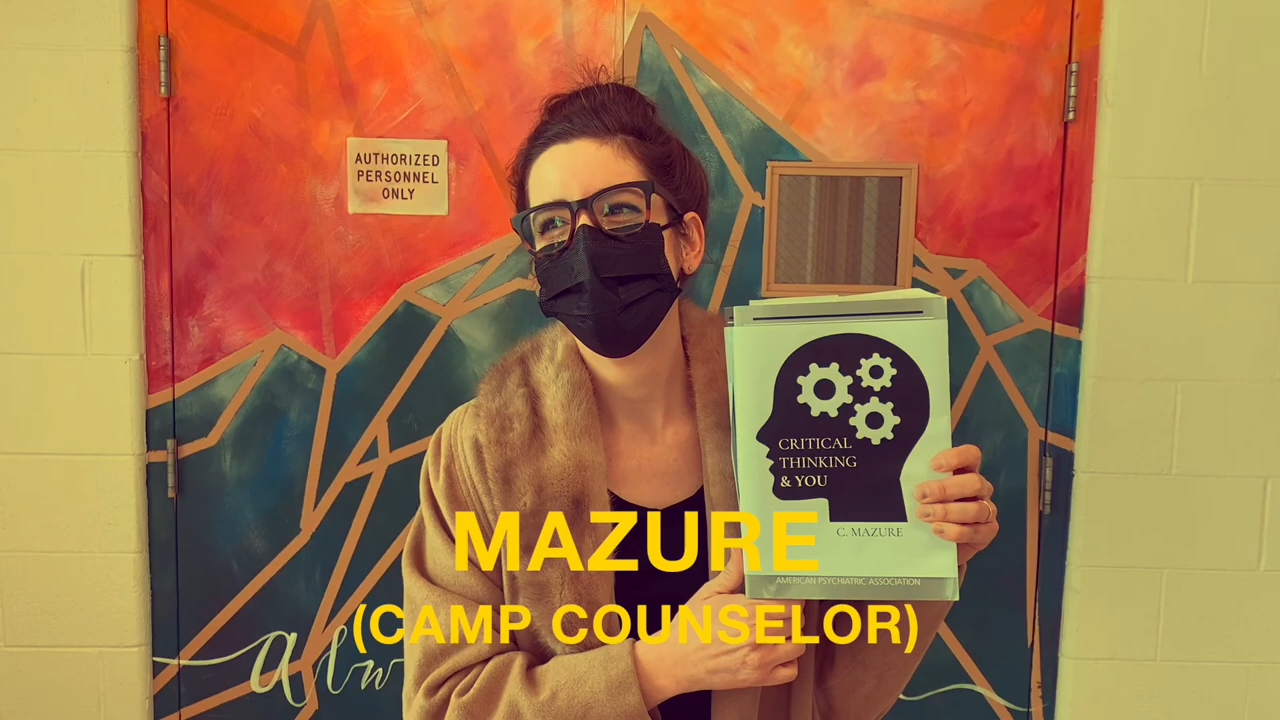 AUTHORIZED
PERSONNEL
ONLY
CRITICAL
THINKING
& YOU
C. MAZURE
AMERICAN PSYCHIATRIC ASSOCIATION
MAZURE
(CAMP COUNSELOR)